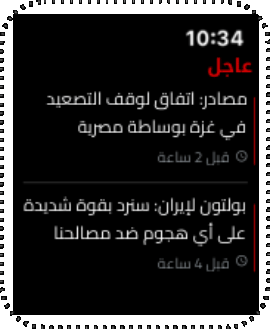 10:34
عاجل
مصادر: اتفاق لوقف التصعيد
في غزة بوساطة مصرية
قبل 2 ساعة
بولتون لإيران: سنرد بقوة شديدة
على أي هجوم ضد مصالحنا
قبل 4 ساعة